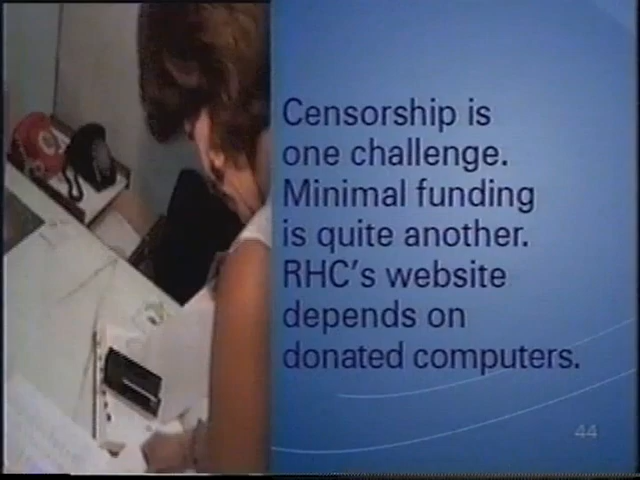 Censorship is
one challenge.
Minimal funding
is quite another.
RHC's website
depends on
donated computers.
44